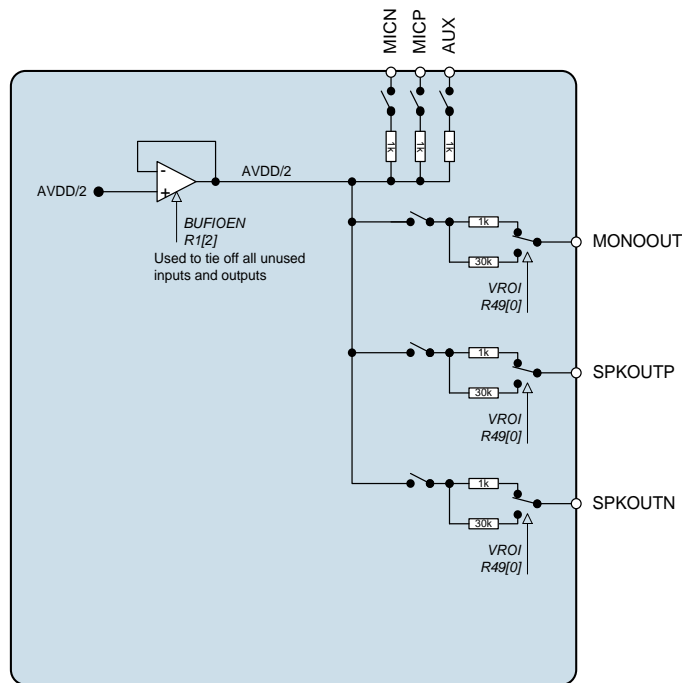 MICN
MICP
AUX
1k
1k
1k
AVDD/2
-
+
AVDD/2
BUFIOEN
R1[2]
Used to tie off all unused
inputs and outputs
1k
30k
MONOOUT
VROI
R49[0]
1k
30k
SPKOUTP
VROI
R49[0]
1k
30k
SPKOUTN
VROI
R49[0]